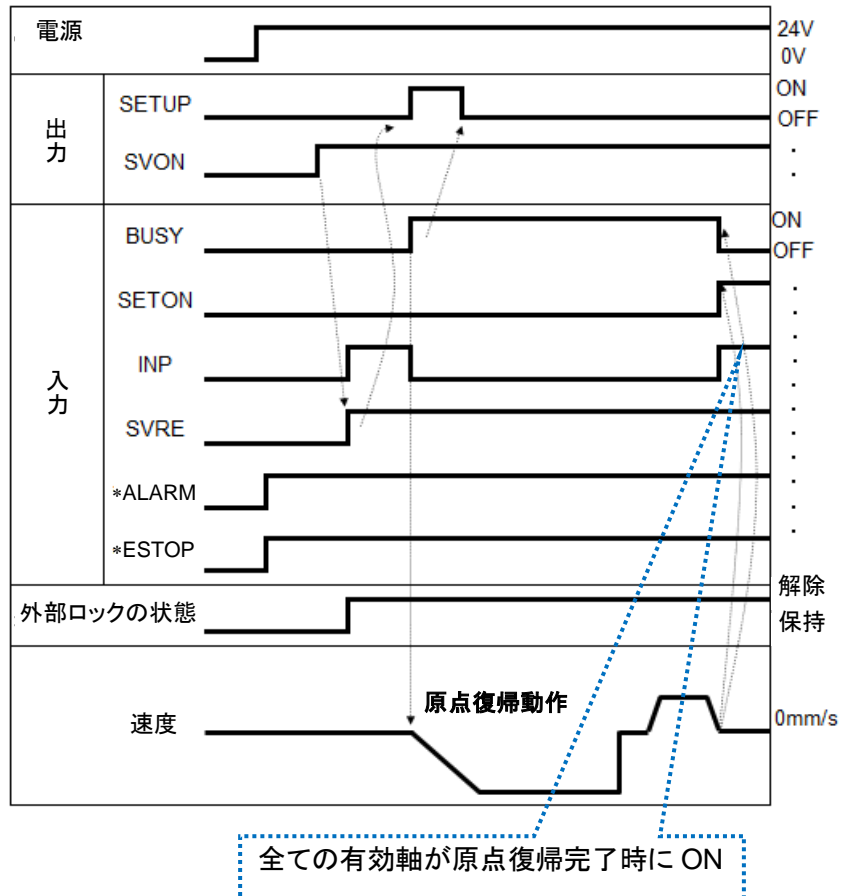 電源
24V
0V
出力
SETUP
ON
OFF
SVON
入力
BUSY
ON
OFF
SETON
INP
SVRE
*ALARM
*ESTOP
外部ロックの状態
解除
保持
速度
原点復帰動作
0mm/s
全ての有効軸が原点復帰完了時に ON